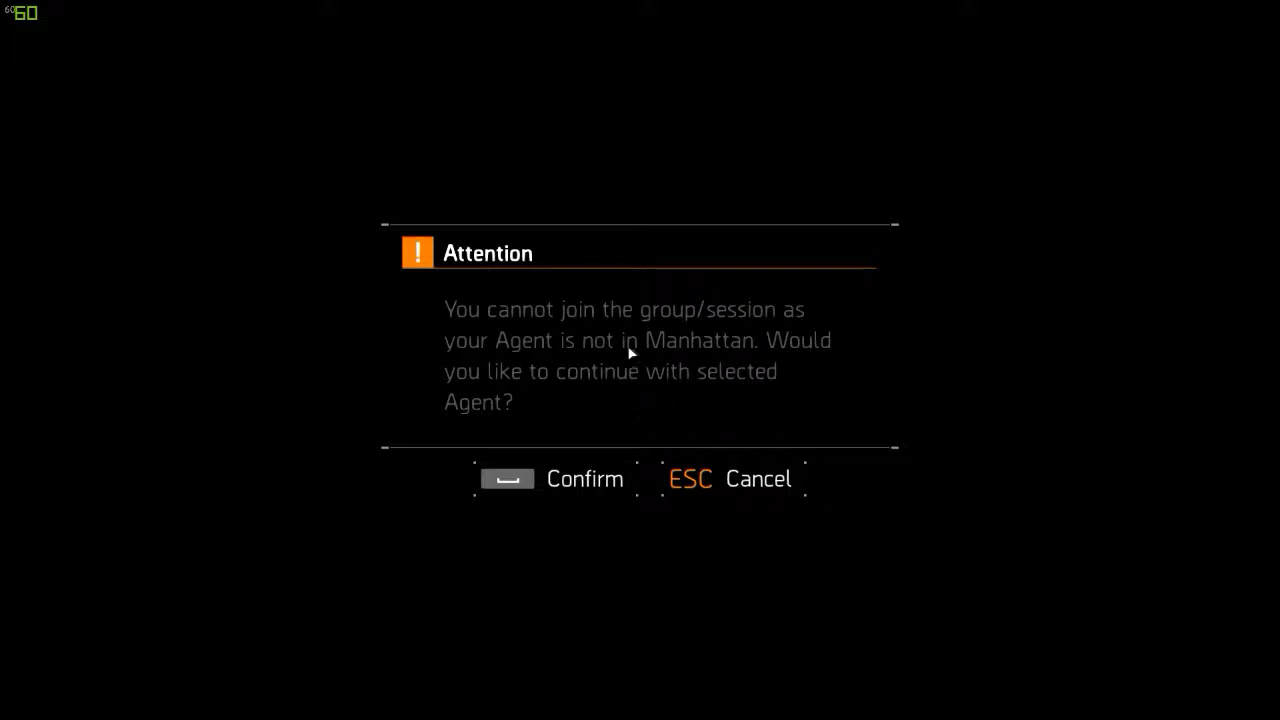 60
60
!
Attention
You cannot join the group/session as
your Agent is not in Manhattan. Would
you like to continue with selected
Agent?
Confirm
ESC Cancel